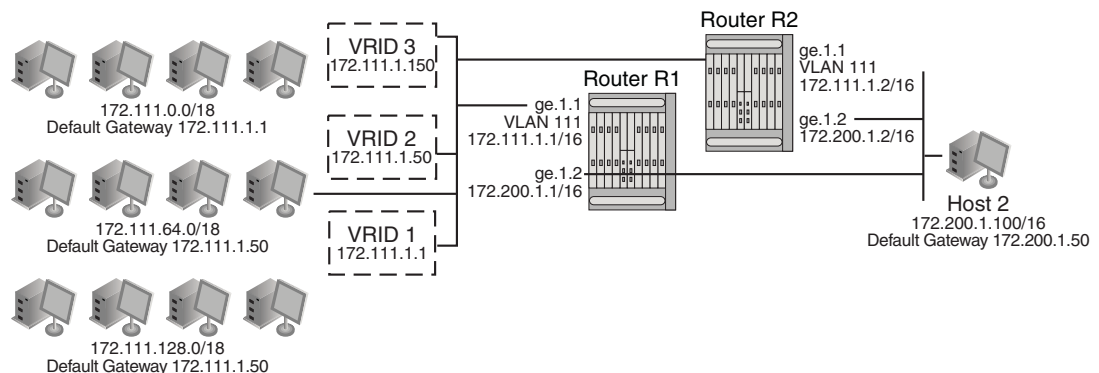 172.111.0.0/18
Default Gateway 172.111.1.1
172.111.64.0/18
Default Gateway 172.111.1.50
172.111.128.0/18
Default Gateway 172.111.1.50
VRID 3
172.111.1.150
VRID 2
172.111.1.50
VRID 1
172.111.1.1
Router R1
ge.1.1
VLAN 111
172.111.1.1/16
ge.1.2
172.200.1.1/16
Router R2
ge.1.1
VLAN 111
172.111.1.2/16
ge.1.2
172.200.1.2/16
Host 2
172.200.1.100/16
Default Gateway 172.200.1.50